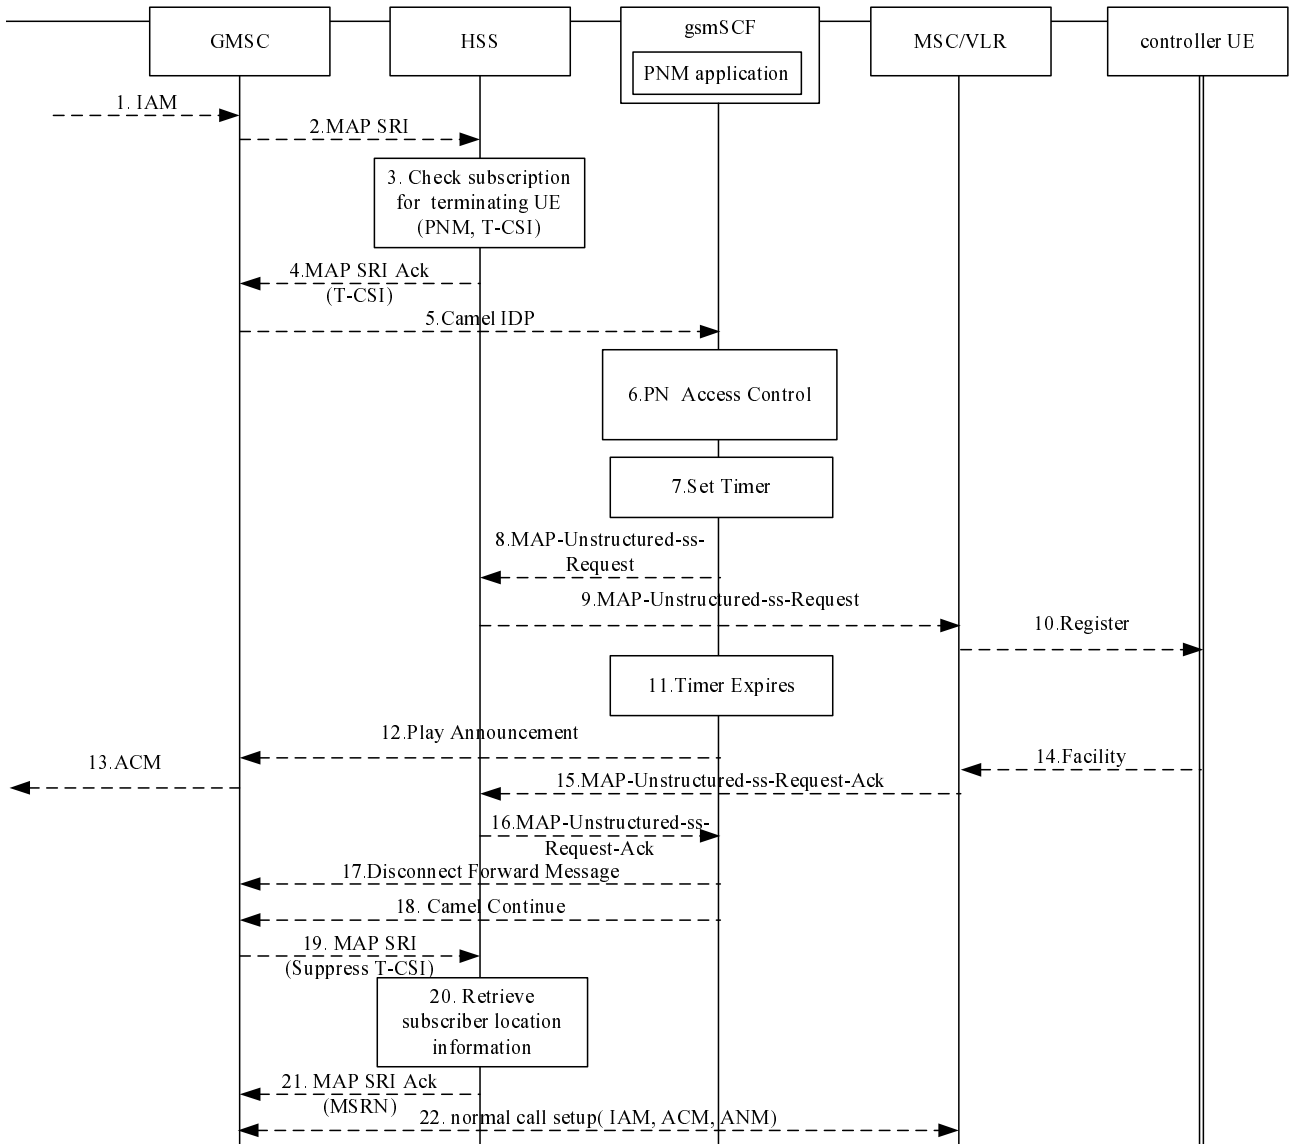 GMSC
HSS
gsmSCF
PNM application
MSC/VLR
controller UE
1. IAM
2.MAP SRI
3. Check subscription
for terminating UE
(PNM, T-CSI)
4.MAP SRI Ack
(T-CSI)
5.Camel IDP
6.PN Access Control
7.Set Timer
8.MAP-Unstructured-ss-
Request
9.MAP-Unstructured-ss-Request
10.Register
11.Timer Expires
12.Play Announcement
13.ACM
14.Facility
15.MAP-Unstructured-ss-Request-Ack
16.MAP-Unstructured-ss-
Request-Ack
17.Disconnect Forward Message
18. Camel Continue
19. MAP SRI
(Suppress T-CSI)
20. Retrieve
subscriber location
information
21. MAP SRI Ack
(MSRN)
22. normal call setup( IAM, ACM, ANM)